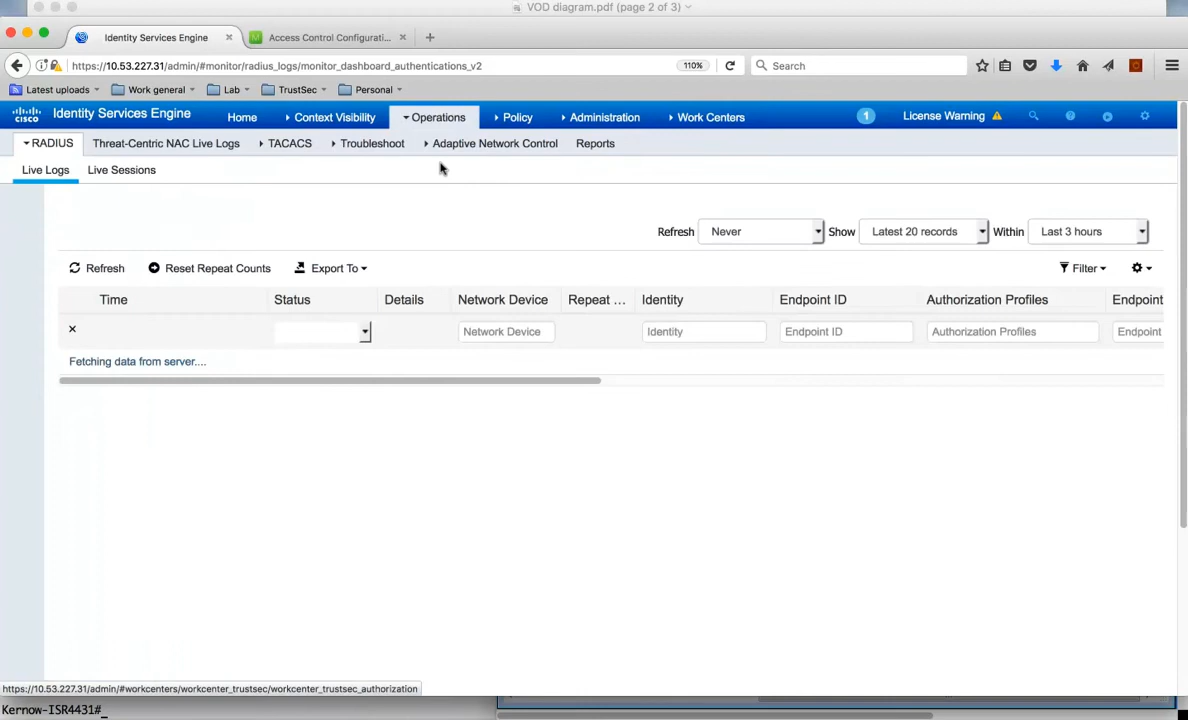 VOD diagram.pdf (page 2 of 3)
Identity Services Engine
Access Control Configurati...
https://10.53.227.31/admin/#monitor/radius_logs/monitor_dashboard_authentications_v2
110%
Search
Latest uploads
Work general
Lab
TrustSec
Personal
CISCO
Identity Services Engine
Home
Context Visibility
Operations
Policy
Administration
Work Centers
1
License Warning
RADIUS
Threat-Centric NAC Live Logs
TACACS
Troubleshoot
Adaptive Network Control
Reports
Live Logs
Live Sessions
Refresh
Never
Show
Latest 20 records
Within
Last 3 hours
Refresh
Reset Repeat Counts
Export To
Filter
Time
Status
Details
Network Device
Repeat ...
Identity
Endpoint ID
Authorization Profiles
Endpoint
Network Device
Identity
Endpoint ID
Authorization Profiles
Endpoint
Fetching data from server....
https://10.53.227.31/admin/#workcenters/workcenter_trustsec/workcenter_trustsec_authorization
Kernow-ISR4431#_